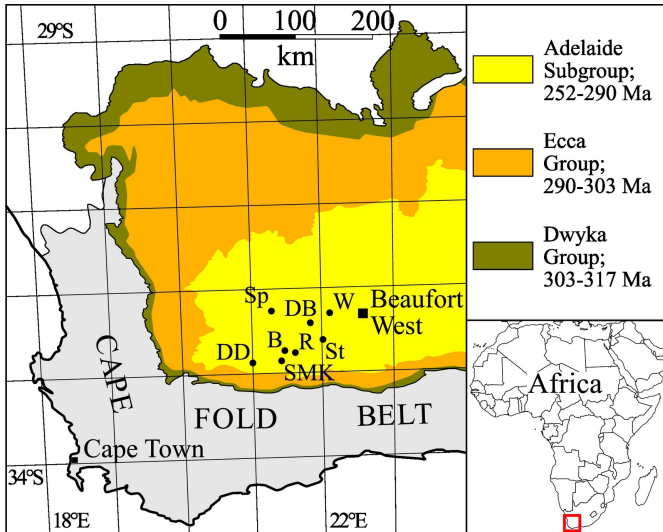 29°S
0 100 200
km
Adelaide
Subgroup;
252-290 Ma
Ecca
Group;
290-303 Ma
Dwyka
Group;
303-317 Ma
Sp
DB
W
Beaufort
West
B
R
St
DD
SMK
CAPE
FOLD
BELT
Cape Town
34°S
18°E
22°E
Africa